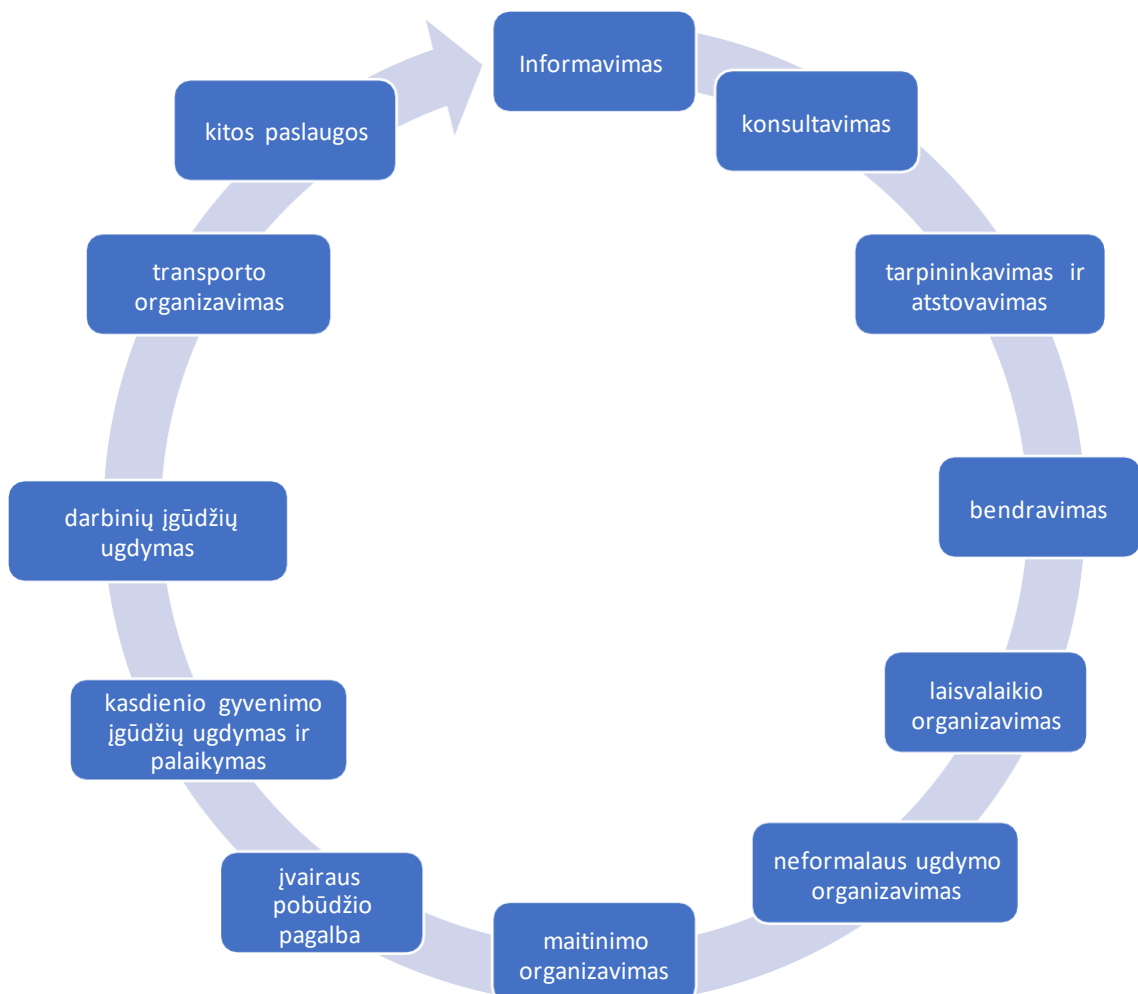 Informavimas
konsultavimas
tarpininkavimas ir
atstovavimas
bendravimas
laisvalaikio
organizavimas
neformalaus ugdymo
organizavimas
maitinimo
organizavimas
įvairaus
pobūdžio
pagalba
kasdienio gyvenimo
įgūdžių ugdymas ir
palaikymas
darbinių įgūdžių
ugdymas
transporto
organizavimas
kitos paslaugos